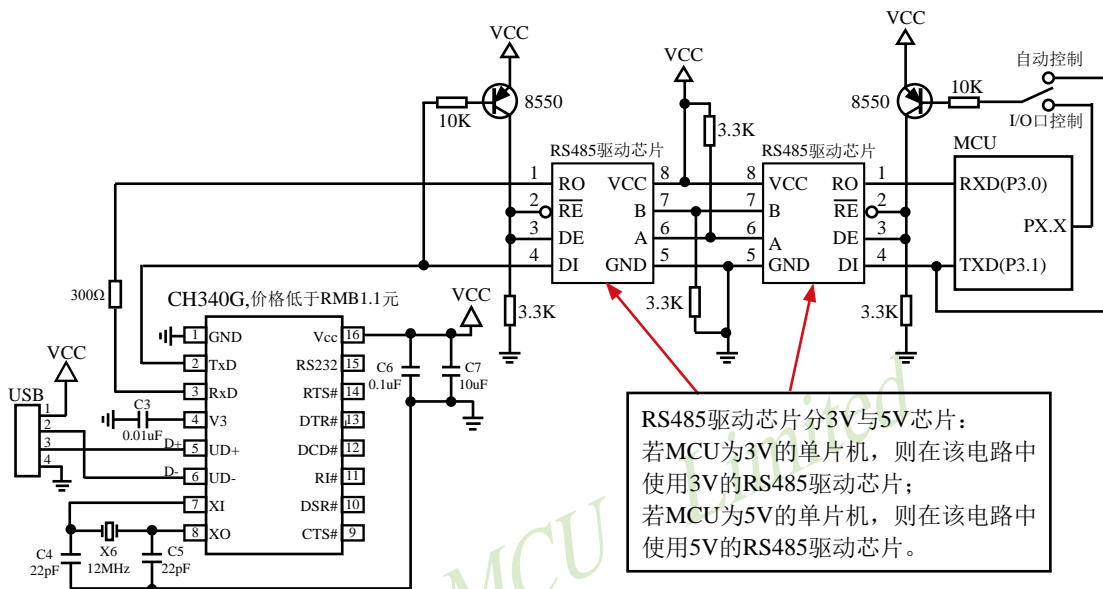 VCC
VCC
VCC
自动控制
8550
10K
8550
10K
I/O口控制
3.3K
MCU
RS485驱动芯片
RS485驱动芯片
1
RO
VCC
8
8
VCC
RO
1
RXD(P3.0)
2
RE
B
7
7
B
RE
2
PX.X
3
DE
A
6
6
A
DE
3
4
DI
GND
5
5
GND
DI
4
TXD(P3.1)
300Ω
CH340G,价格低于RMB1.1元
VCC
3.3K
3.3K
3.3K
1
GND
Vcc
16
2
TxD
RS232
15
C6
0.1uF
C7
10uF
VCC
3
RxD
RTS#
14
USB
C3
0.01uF
4
V3
DTR#
13
1
2
3
4
D+
5
UD+
DCD#
12
D-
6
UD-
RI#
11
7
XI
DSR#
10
8
XO
CTS#
9
C4
22pF
X6
12MHz
C5
22pF
RS485驱动芯片分3V与5V芯片：
若MCU为3V的单片机，则在该电路中
使用3V的RS485驱动芯片；
若MCU为5V的单片机，则在该电路中
使用5V的RS485驱动芯片。
MCU Limited